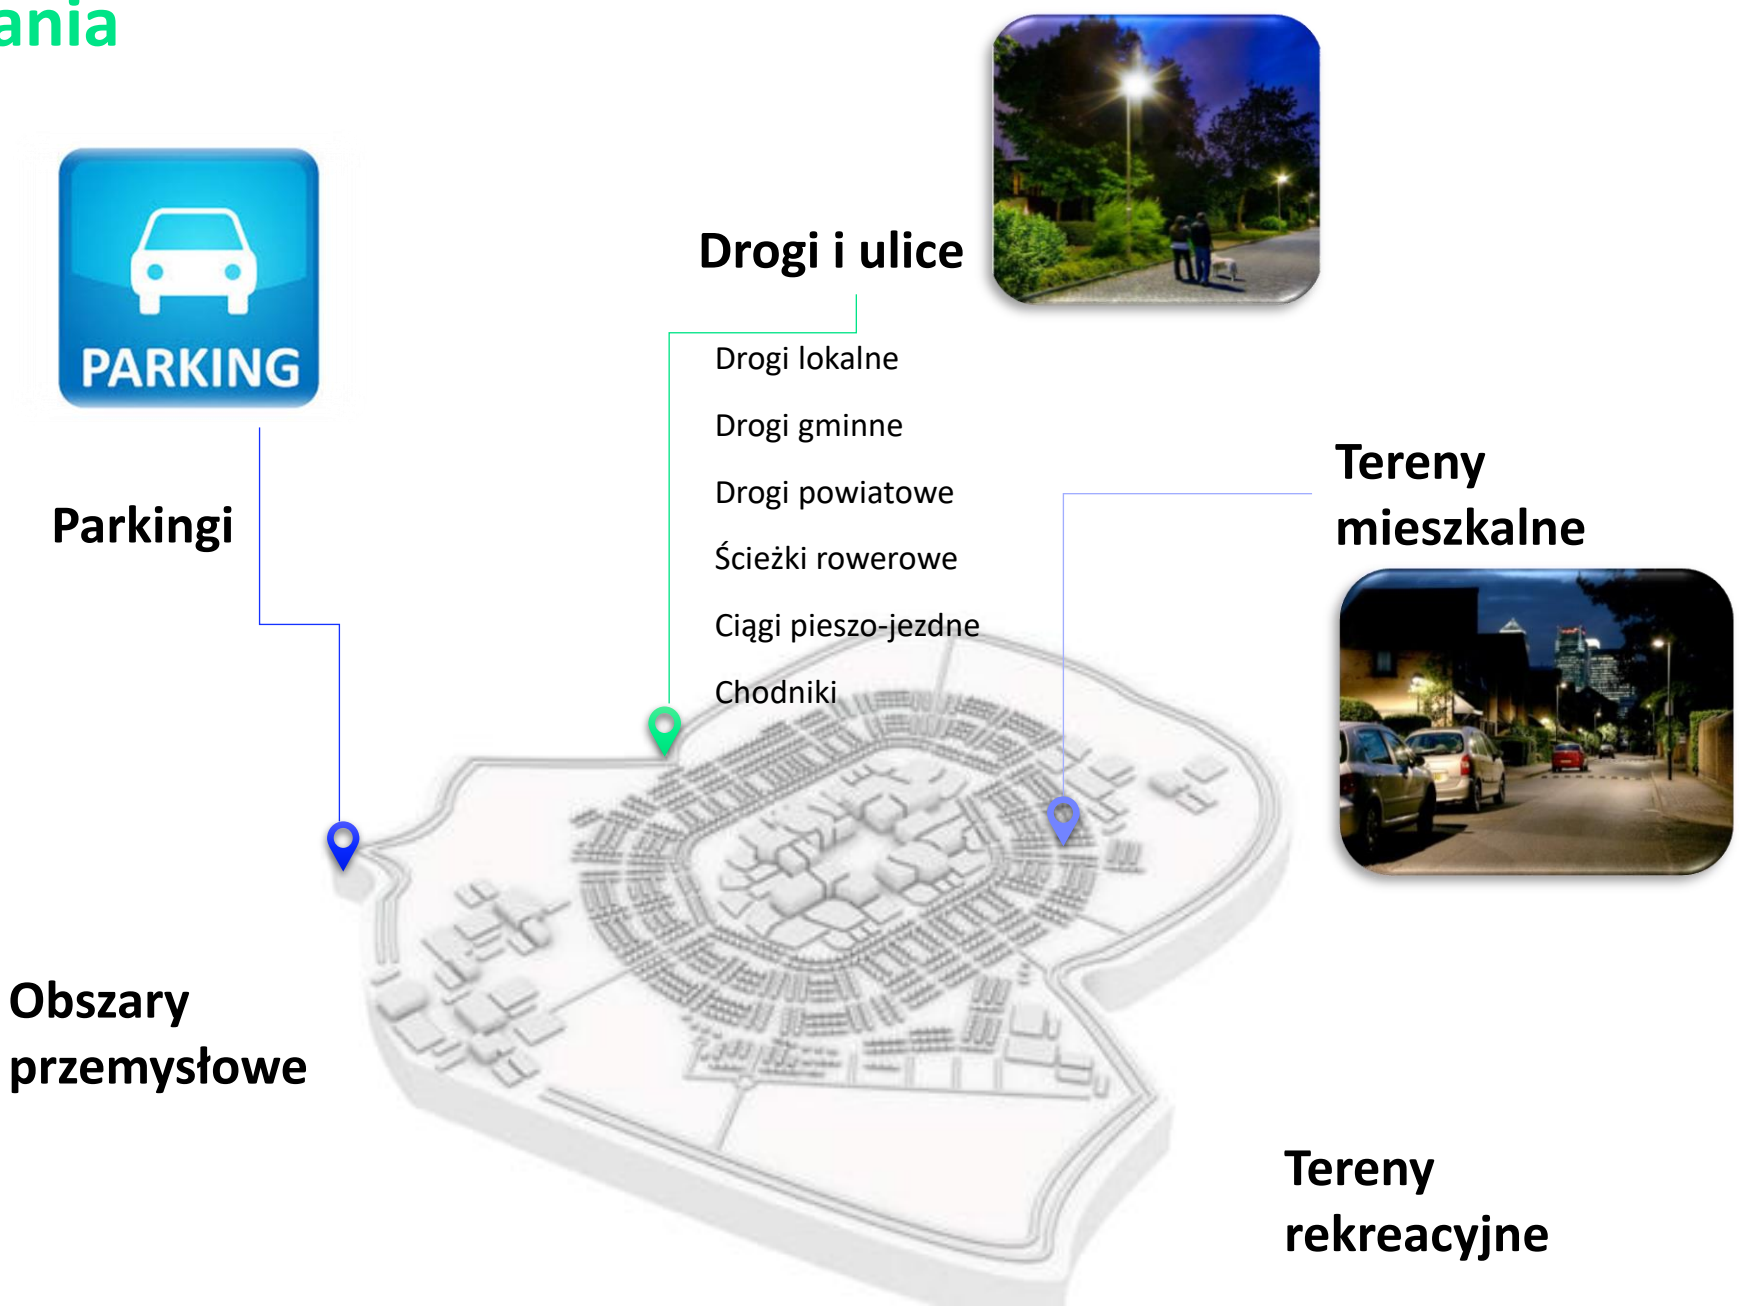 ania
PARKING
Parkingi
Drogi i ulice
Drogi lokalne
Drogi gminne
Drogi powiatowe
Ścieżki rowerowe
Ciągi pieszo-jezdne
Chodniki
Tereny
mieszkalne
Obszary
przemysłowe
Tereny
rekreacyjne